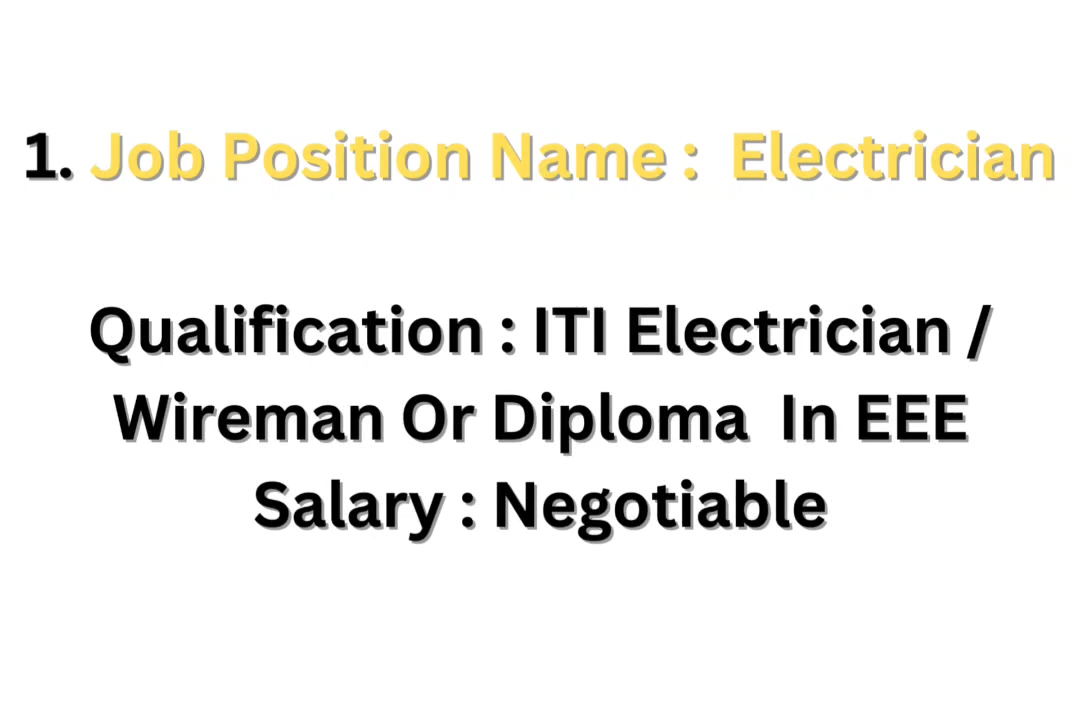 1. Job Position Name :  Electrician
Qualification : ITI Electrician /
Wireman Or Diploma  In EEE
Salary : Negotiable